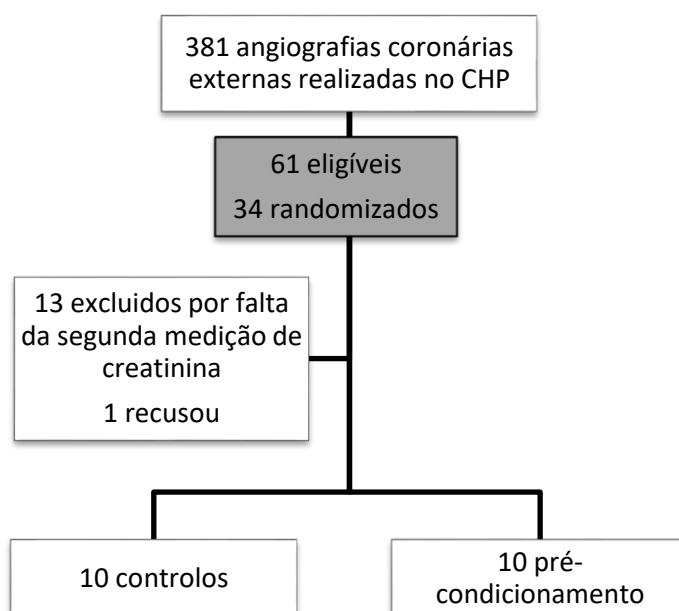 381 angiografias coronárias
externas realizadas no CHP
61 eligíveis
34 randomizados
13 excluidos por falta
da segunda medição de
creatinina
1 recusou
10 controlos
10 pré-
condicionamento